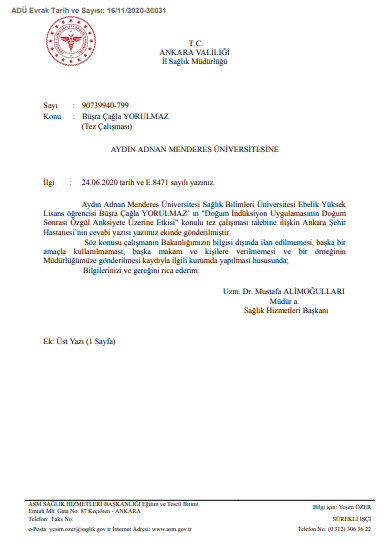 ADÜ Evrak Tarih ve Sayısı: 16/11/2020-30031
T.C.
ANKARA VALİLİĞİ
İl Sağlık Müdürlüğü
Sayı : 90739940-799
Konu : Büşra Çağla YORULMAZ
(Tez Çalışması)
AYDIN ADNAN MENDERES ÜNİVERSİTESİNE
İlgi : 24.06.2020 tarih ve E.8471 sayılı yazınız.
Aydın Adnan Menderes Üniversitesi Sağlık Bilimleri Üniversitesi Ebelik Yüksek
Lisans öğrencisi Büşra Çağla YORULMAZ' ın "Doğum İndüksiyon Uygulamasının Doğum
Sonrası Özgül Anksiyete Üzerine Etkisi" konulu tez çalışması talebine ilişkin Ankara Şehir
Hastanesi'nin cevabi yazısı yazımız ekinde gönderilmiştir.
Söz konusu çalışmanın Bakanlığımızın bilgisi dışında ilan edilmemesi, başka bir
amaçla kullanılmaması, başka makam ve kişilere verilmemesi ve bir örneğinin
Müdürlüğümüze gönderilmesi kaydıyla ilgili kurumda yapılması hususunda;
Bilgilerinizi ve gereğini rica ederim.
Uzm. Dr. Mustafa ALİMOĞULLARI
Müdür a.
Sağlık Hizmetleri Başkanı
Ek: Üst Yazı (1 Sayfa)
ASM SAĞLIK HİZMETLERİ BAŞKANLIĞI Eğitim ve Tescil Birimi
Emrah Mh. Gata No: 87 Keçiören - ANKARA
Telefon: Faks No:
e-Posta: yesim.ozer@saglik.gov.tr İnternet Adresi: www.asm.gov.tr
Bilgi için: Yeşim ÖZER
SÜREKLİ İŞÇİ
Telefon No: (0 312) 306 36 22